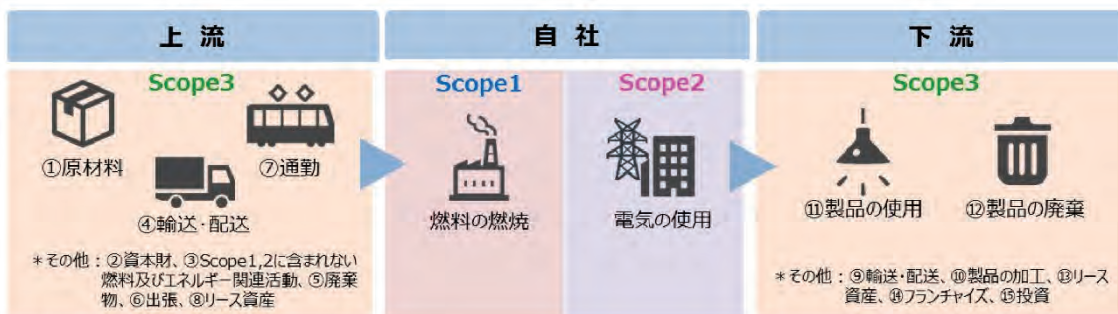 上流
自社
下流
Scope3
①原材料
⑦通勤
④輸送・配送
＊その他：②資本財、③Scope1,2に含まれない
燃料及びエネルギー関連活動、⑤廃棄
物、⑥出張、⑧リース資産
Scope1
燃料の燃焼
Scope2
電気の使用
Scope3
⑪製品の使用
⑫製品の廃棄
＊その他：⑨輸送・配送、⑩製品の加工、⑬リース
資産、⑭フランチャイズ、⑮投資